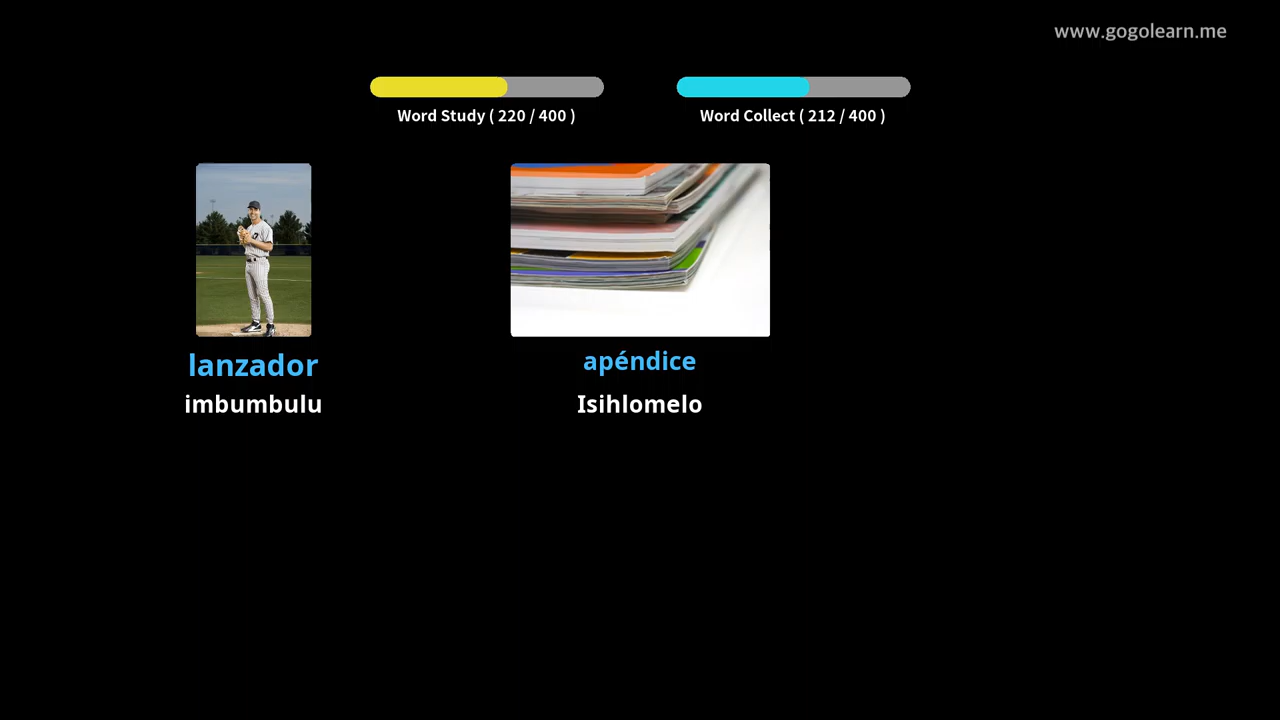 www.gogolearn.me
Word Study ( 220 / 400 )
Word Collect ( 212 / 400 )
lanzador
imbumbulu
apéndice
Isihlomelo